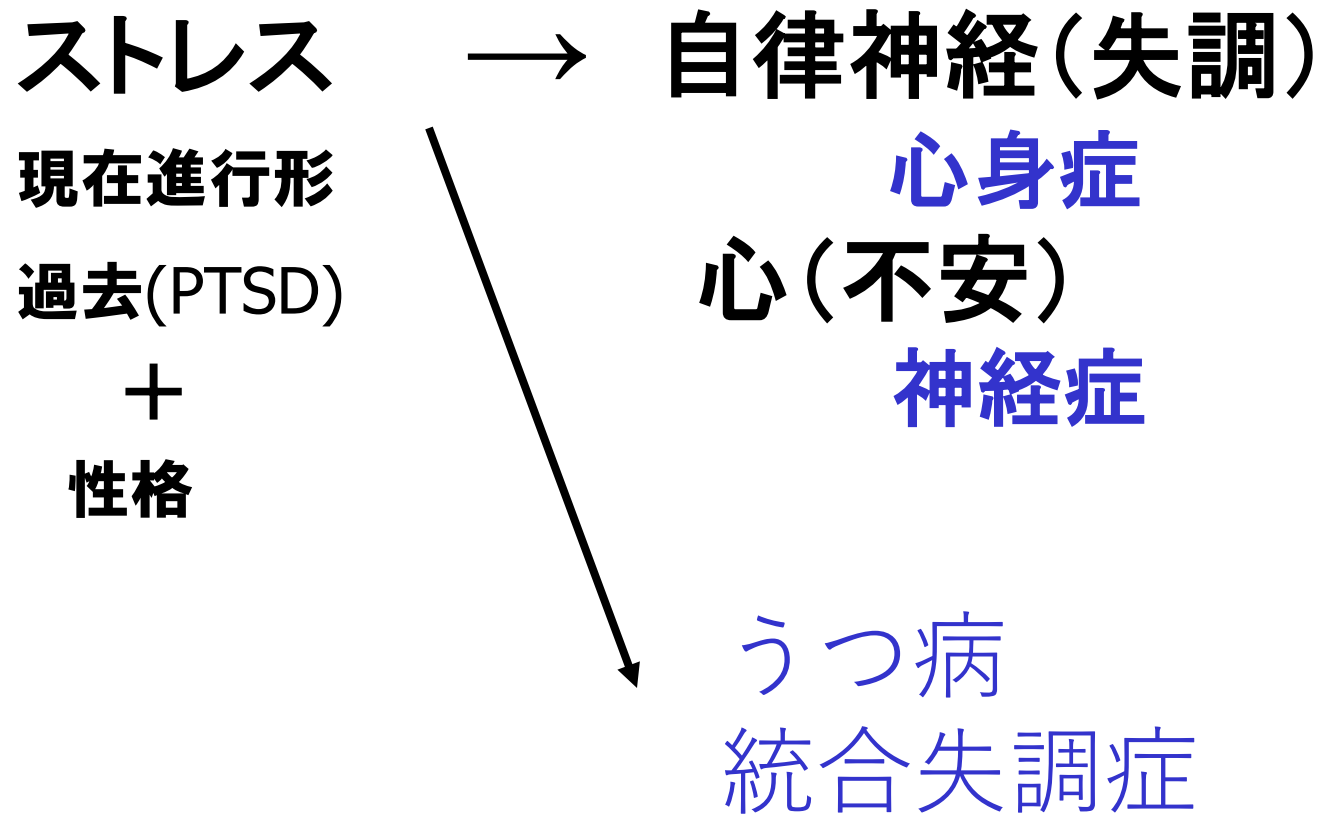 ストレス → 自律神経(失調)
現在進行形
心身症
過去(PTSD)
心(不安)
+
神経症
性格
うつ病
統合失調症